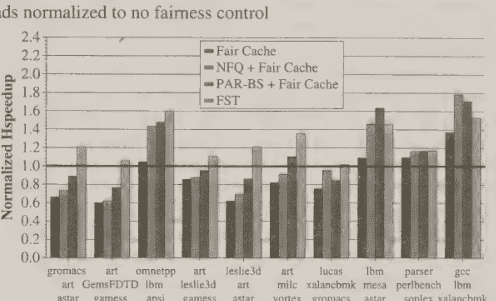 ads normalized to no fairness control
Normalized Hspeedup
2.4
2.2
2.0
1.8
1.6
1.4
1.2
1.0
0.8
0.6
0.4
0.2
0.0
Fair Cache
NFQ + Fair Cache
PAR-BS + Fair Cache
FST
gromacs art omnetpp art leslie3d art lucas lbm parser gcc
art GemsFDTD lbm leslie3d art milc xalancbmk mesa perlbench lbm
astar gamess apsi gamess astar vortex gromacs astar soplex xalancbmk